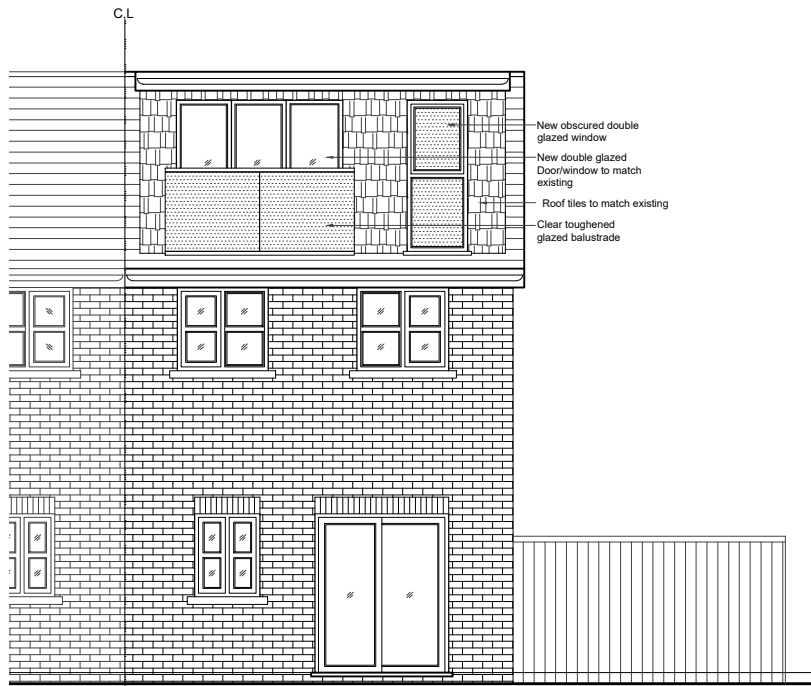 C.L
New obscured double
glazed window
New double glazed
Door/window to match
existing
Roof tiles to match existing
Clear toughened
glazed balustrade